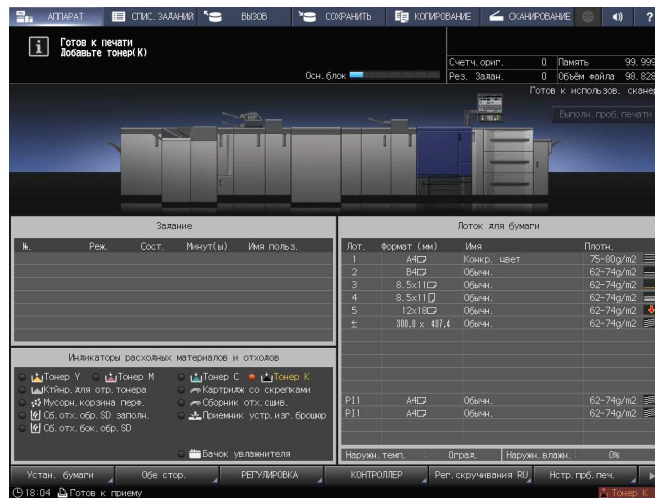 АППАРАТ СПИС. ЗАДАНИЙ ВЫЗОВ СОХРАНИТЬ КОПИРОВАНИЕ СКАНИРОВАНИЕ ?
Готов к печати
Добавьте тонер(K)
Осн. блок
Счетч. ориг. 0 Память 99.999
Рез. Задан. 0 Объём файла 98.828
Готов к использов. сканер
Выполн. проб. печати
Задание
№. Реж. Сост. Минут(ы) Имя польз.
Лоток для бумаги
Лот. Формат (мм) Имя Плотн.
1 A4 Конкр. цвет 75-80g/m2
2 B4 Обычн. 62-74g/m2
3 8.5x11 Обычн. 62-74g/m2
4 8.5x11 Обычн. 62-74g/m2
5 12x18 Обычн. 62-74g/m2
300.0 x 487.4 Обычн. 62-74g/m2
PI1 A4 Обычн. 62-74g/m2
PI1 A4 Обычн. 62-74g/m2
Индикаторы расходных материалов и отходов
Тонер Y Тонер M Тонер C Тонер K
Ктйнр. для отр. тонера Картридж со скрепками
Мусорн. корзина перф. Сборник отх. сшив.
Сб. отх. обр. SD заполн. Приемник устр. изг. брошюр
Сб. отх. бок. обр. SD
Бачок увлажнителя
Наружн. темп. : 0град. Наружн. влажн. : 0%
Устан. бумаги Обе стор. РЕГУЛИРОВКА КОНТРОЛЛЕР Рег. скручивания RU Нстр. прб. печ.
18:04 Готов к приему Тонер K